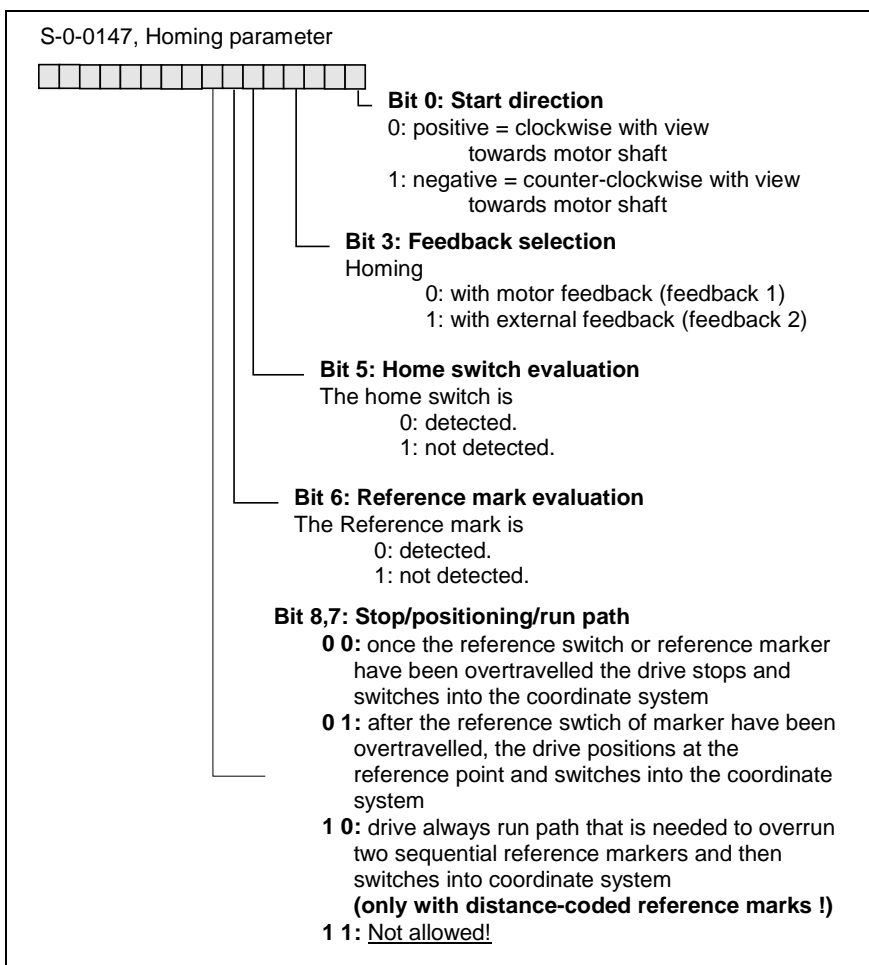 S-0-0147, Homing parameter
Bit 0: Start direction
0: positive = clockwise with view
towards motor shaft
1: negative = counter-clockwise with view
towards motor shaft
Bit 3: Feedback selection
Homing
0: with motor feedback (feedback 1)
1: with external feedback (feedback 2)
Bit 5: Home switch evaluation
The home switch is
0: detected.
1: not detected.
Bit 6: Reference mark evaluation
The Reference mark is
0: detected.
1: not detected.
Bit 8,7: Stop/positioning/run path
0 0: once the reference switch or reference marker
have been overtravelled the drive stops and
switches into the coordinate system
0 1: after the reference swtich of marker have been
overtravelled, the drive positions at the
reference point and switches into the coordinate
system
1 0: drive always run path that is needed to overrun
two sequential reference markers and then
switches into coordinate system
(only with distance-coded reference marks !)
1 1: Not allowed!